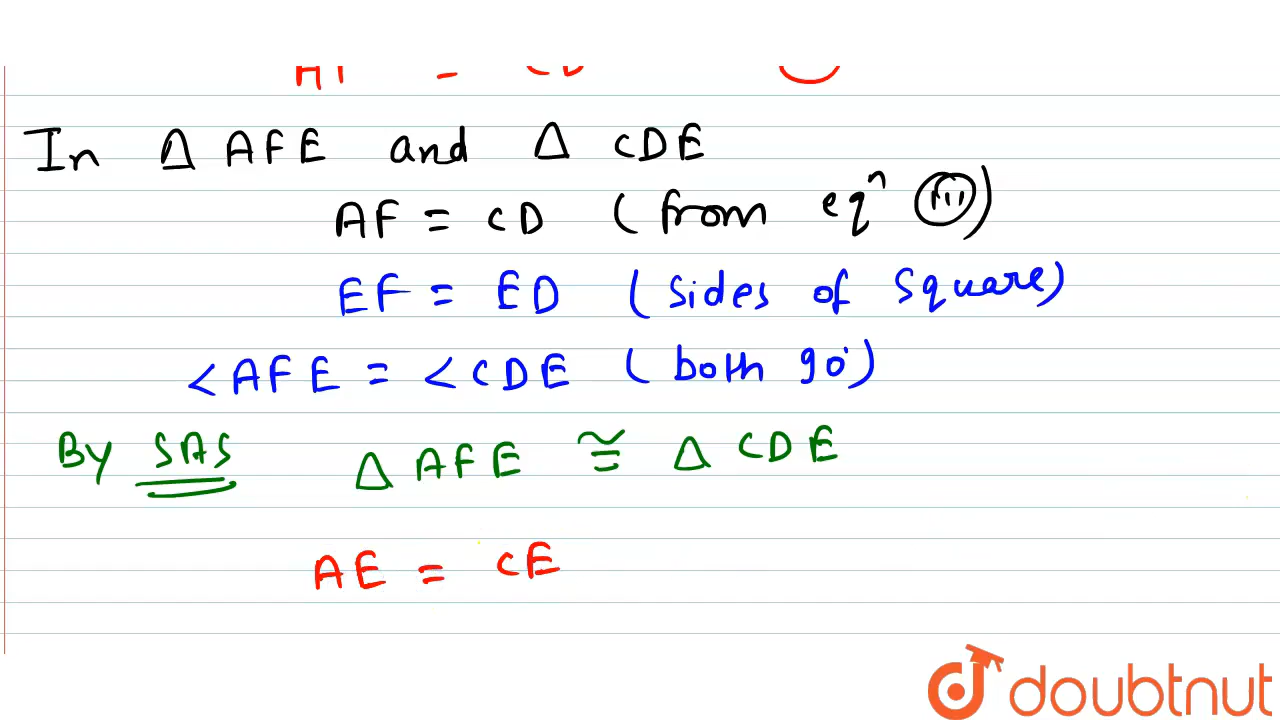 = CD
In Δ AFE and Δ CDE
AF = CD (from eqⁿ (iii))
EF = ED (sides of square)
< AFE = < CDE (both 90°)
By SAS Δ AFE ≅ Δ CDE
AE = CE
doubtnut